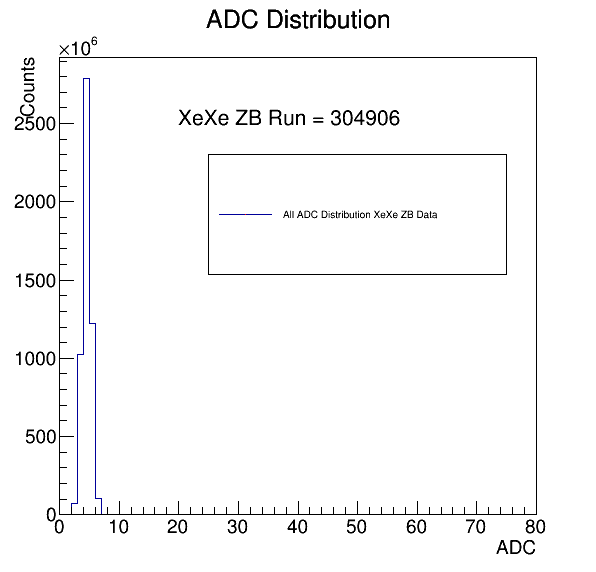 ADC Distribution
×10⁶
Counts
XeXe ZB Run = 304906
All ADC Distribution XeXe ZB Data
2500
2000
1500
1000
500
0
0 10 20 30 40 50 60 70 80
ADC